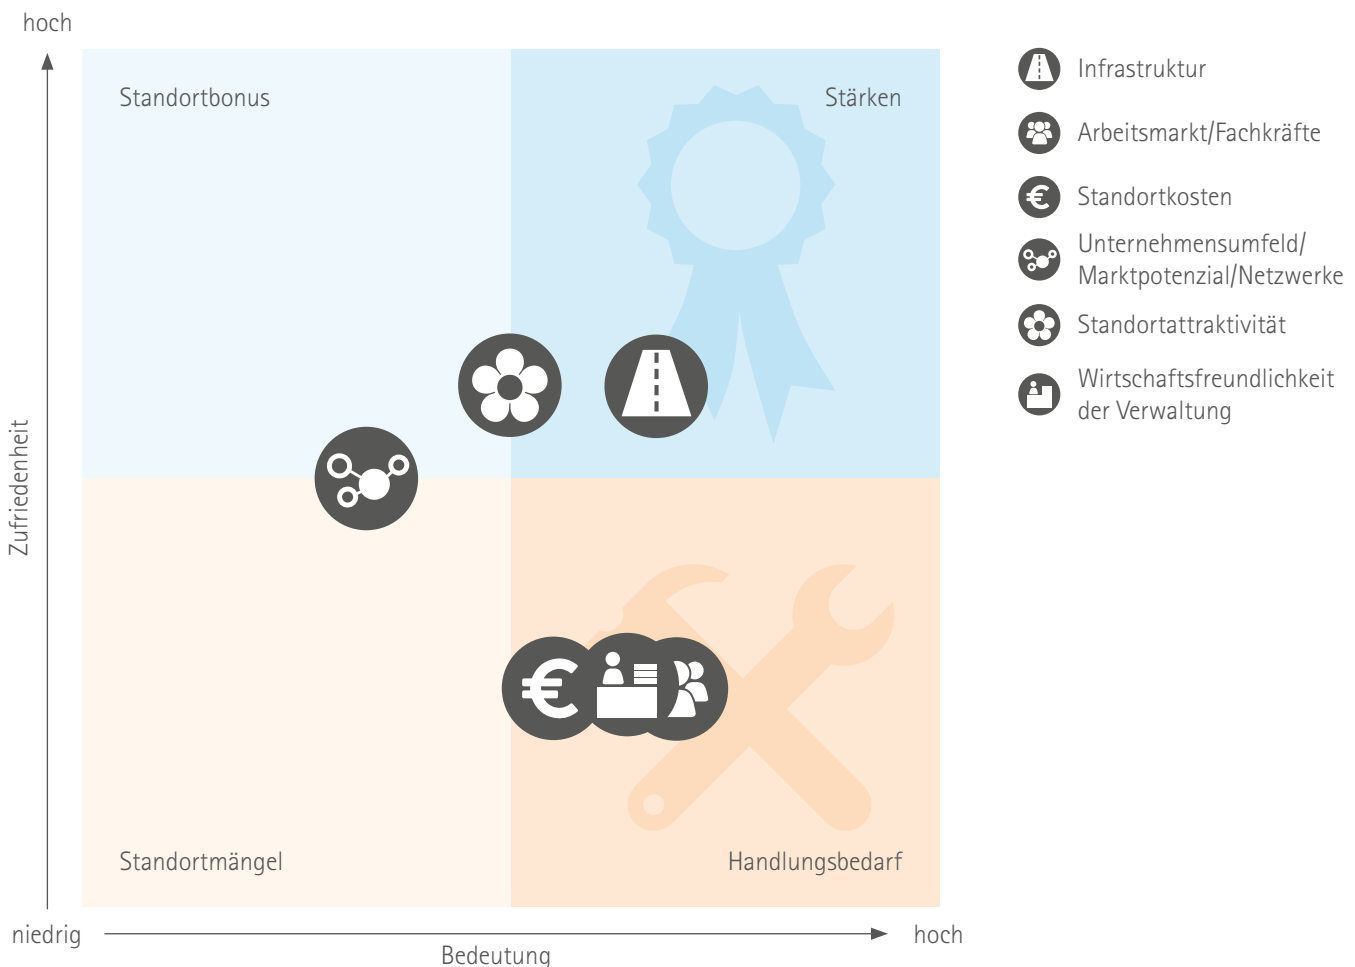 hoch
Standortbonus
Stärken
Zufriedenheit
Standortmängel
Handlungsbedarf
niedrig
Bedeutung
hoch
Infrastruktur
Arbeitsmarkt/Fachkräfte
Standortkosten
Unternehmensumfeld/
Marktpotenzial/Netzwerke
Standortattraktivität
Wirtschaftsfreundlichkeit
der Verwaltung